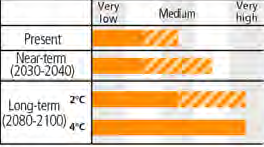 Very low
Medium
Very high
Present
Near-term
(2030-2040)
Long-term
(2080-2100)
2°C
4°C